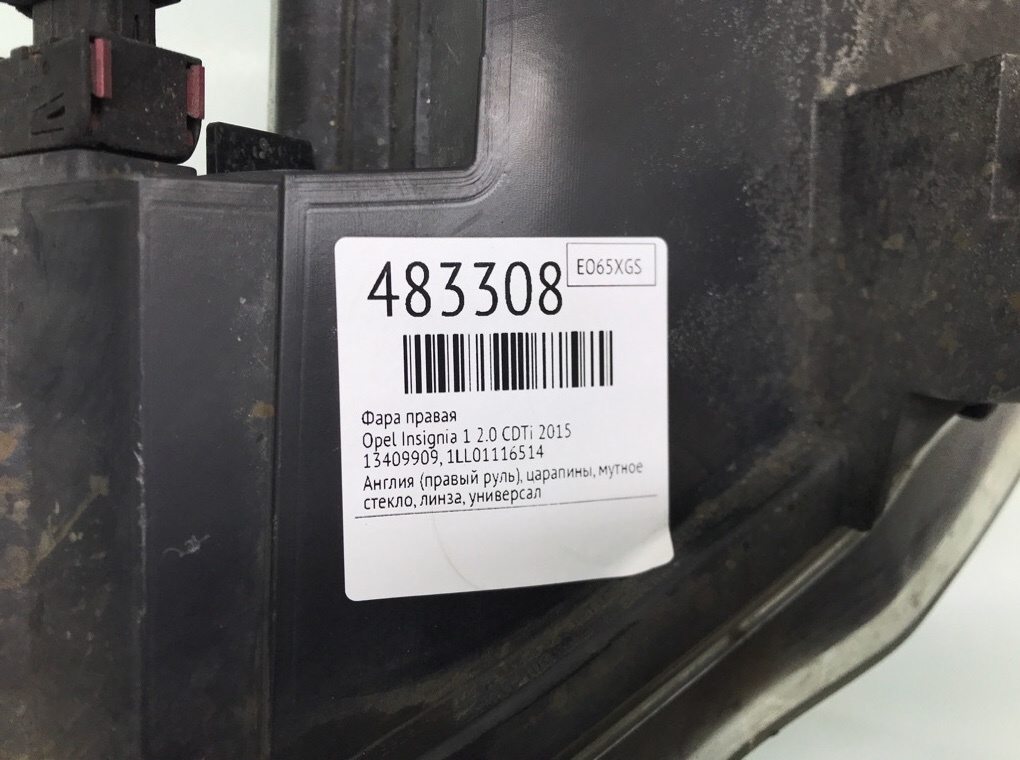 483308
EO65XGS
Фара правая
Opel Insignia 1 2.0 CDTi 2015
13409909, 1LL01116514
Англия (правый руль), царапины, мутное
стекло, линза, универсал